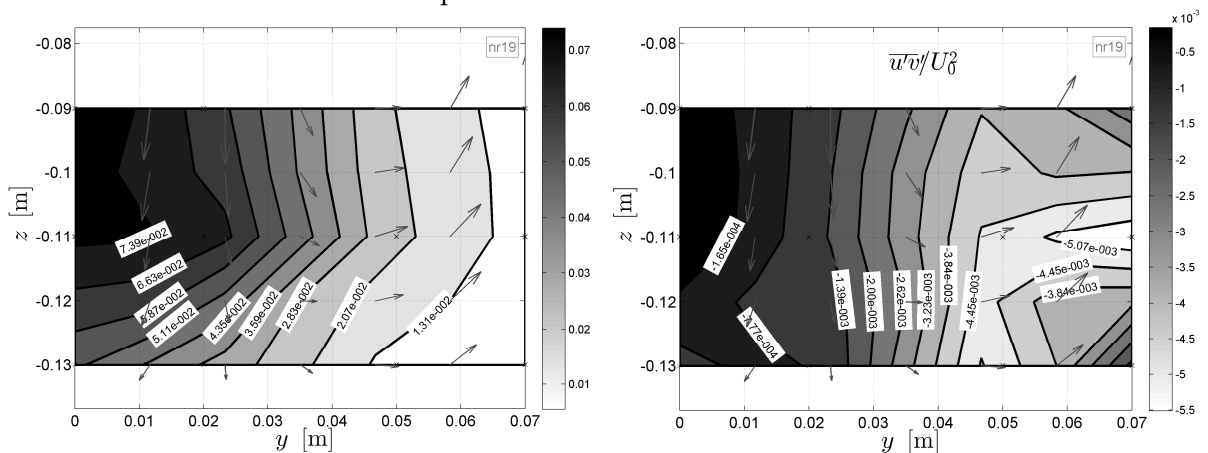 -0.08
-0.09
-0.1
-0.11
-0.12
-0.13
z [m]
0
0.01
0.02
0.03
0.04
0.05
0.06
0.07
y [m]
nr19
7.39e-002
6.63e-002
5.87e-002
5.11e-002
4.35e-002
3.59e-002
2.83e-002
2.07e-002
1.31e-002
0.07
0.06
0.05
0.04
0.03
0.02
0.01
-0.08
-0.09
-0.1
-0.11
-0.12
-0.13
z [m]
0
0.01
0.02
0.03
0.04
0.05
0.06
0.07
y [m]
u′v′/U₀²
nr19
-1.65e-004
-7.77e-004
-1.39e-003
-2.00e-003
-2.62e-003
-3.23e-003
-3.84e-003
-4.45e-003
-5.07e-003
-4.45e-003
-3.84e-003
x 10⁻³
-0.5
-1
-1.5
-2
-2.5
-3
-3.5
-4
-4.5
-5
-5.5